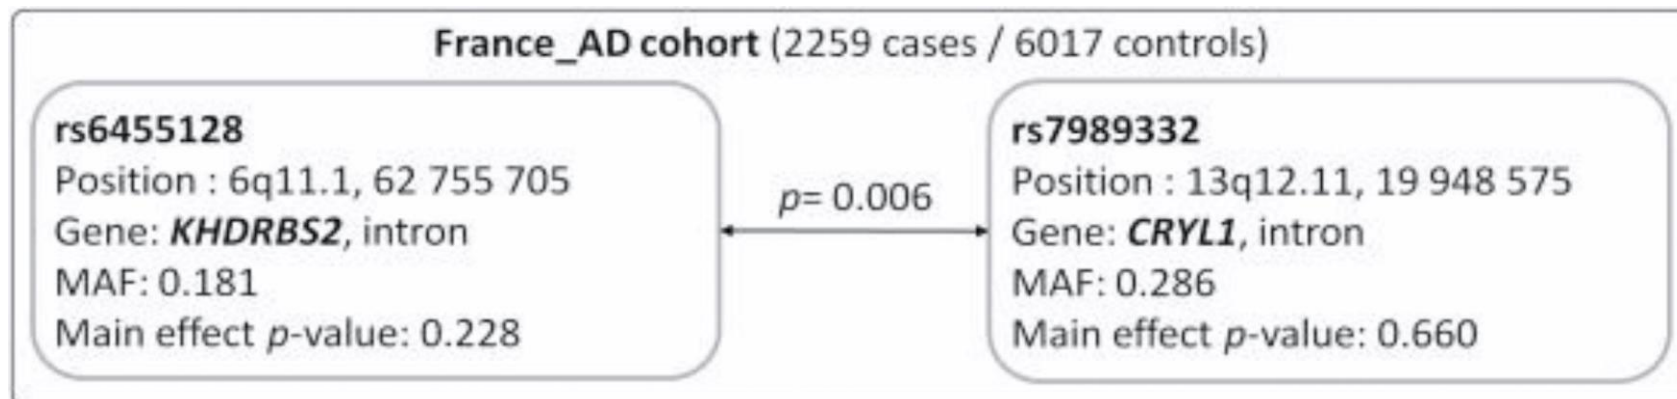 France_AD cohort (2259 cases / 6017 controls)
rs6455128
Position : 6q11.1, 62 755 705
Gene: KHDRBS2, intron
MAF: 0.181
Main effect p-value: 0.228
p= 0.006
rs7989332
Position : 13q12.11, 19 948 575
Gene: CRYL1, intron
MAF: 0.286
Main effect p-value: 0.660